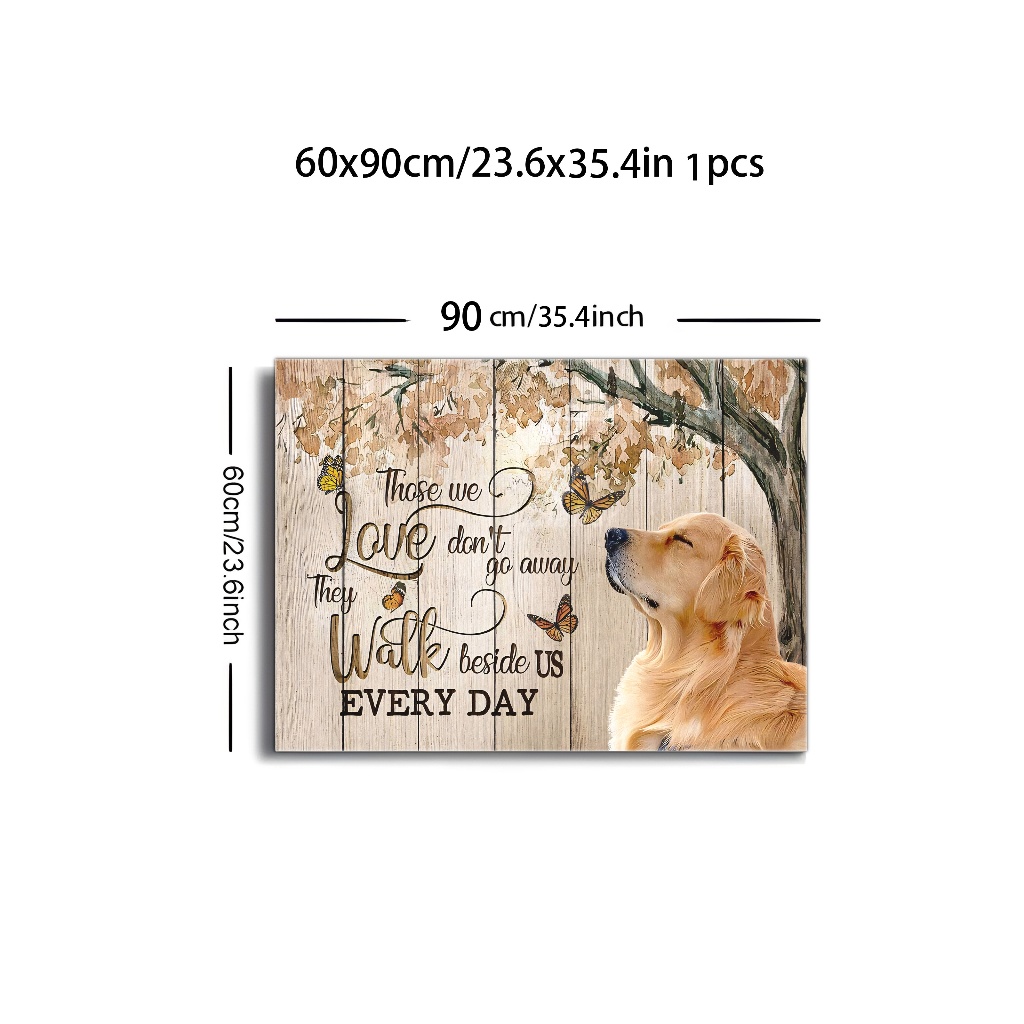 60x90cm/23.6x35.4in 1pcs
90 cm/35.4inch
60cm/23.6inch
Those we
Love don't
go away
They
Walk beside US
EVERY DAY